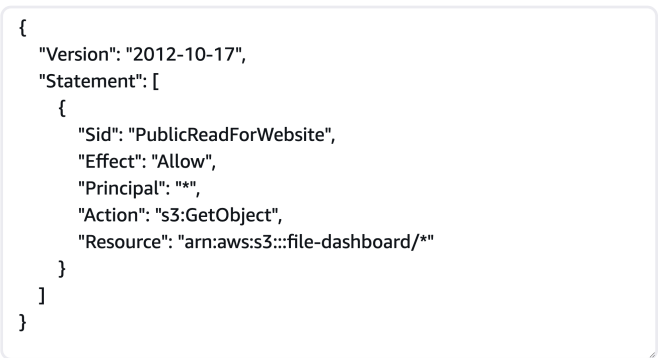 {
"Version": "2012-10-17",
"Statement": [
{
"Sid": "PublicReadForWebsite",
"Effect": "Allow",
"Principal": "*",
"Action": "s3:GetObject",
"Resource": "arn:aws:s3:::file-dashboard/*"
}
]
}